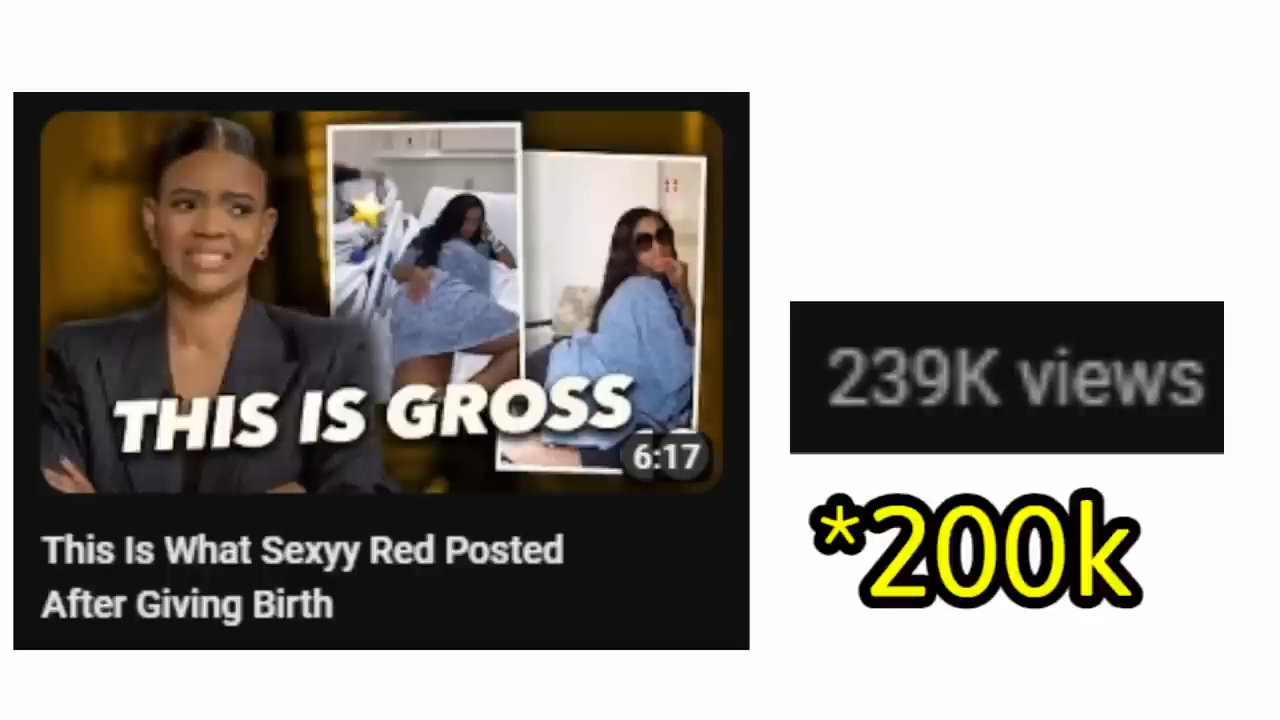 THIS IS GROSS
6:17
This Is What Sexyy Red Posted
After Giving Birth
239K views
*200k